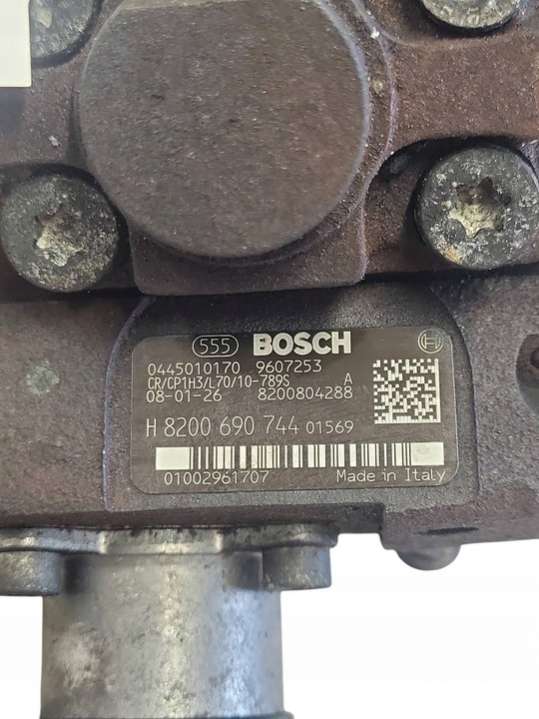 555 BOSCH
0445010170 9607253
CR/CP1H3/L70/10-789S A
08-01-26 8200804288
H 8200 690 744 01569
01002961707 Made in Italy